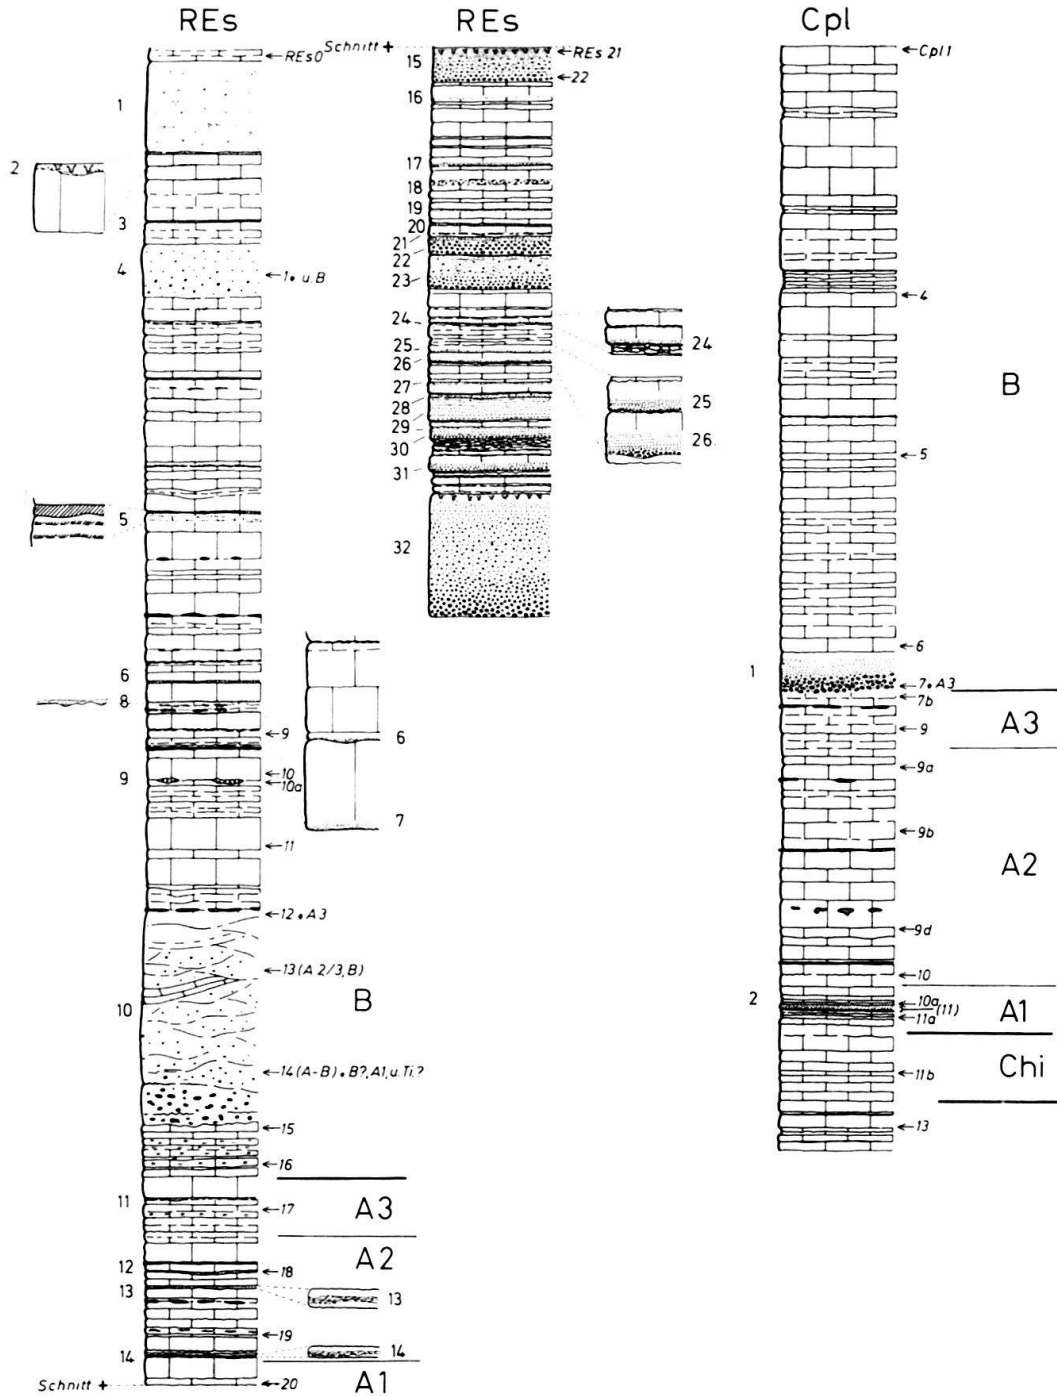 REs
REs
Cpl
REs0
1
2
3
4
1. u. B
5
6
8
9
9
10
10a
11
12. A3
13 (A 2/3, B)
10
B
14 (A-B). B?, A1, u. Ti.?
15
16
11
17
A3
A2
12
18
13
13
19
14
14
A1
Schnitt +
20
6
7
Schnitt +
REs 21
15
22
16
17
18
19
20
21
22
23
24
25
26
27
28
29
30
31
32
24
25
26
Cpl1
4
B
5
6
1
7. A3
7b
A3
9
9a
9b
A2
9d
10
2
10a
(11)
A1
11a
Chi
11b
13